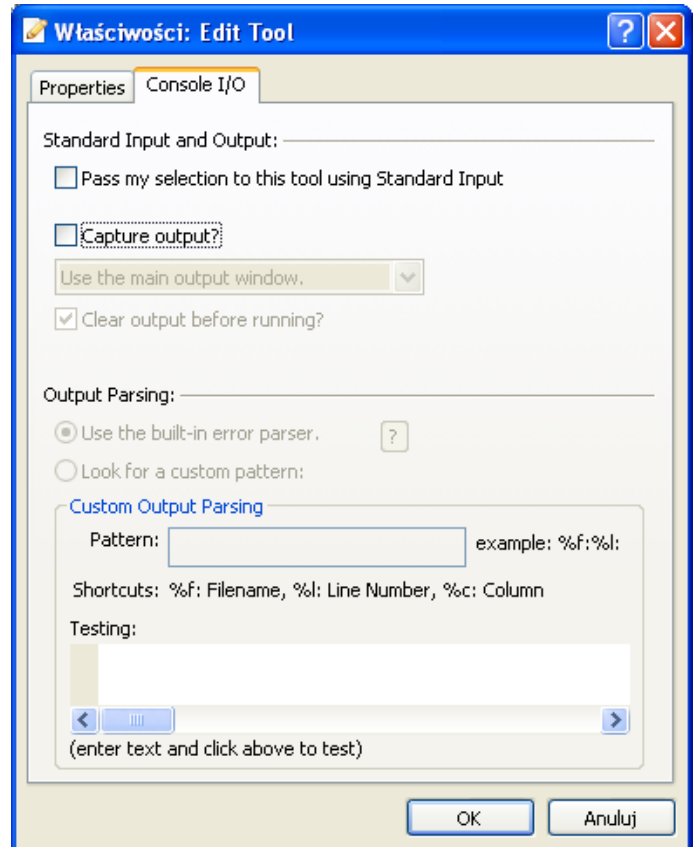 Właściwości: Edit Tool
Properties
Console I/O
Standard Input and Output:
Pass my selection to this tool using Standard Input
Capture output?
Use the main output window.
Clear output before running?
Output Parsing:
Use the built-in error parser.
?
Look for a custom pattern:
Custom Output Parsing
Pattern:
example: %f:%l:
Shortcuts: %f: Filename, %l: Line Number, %c: Column
Testing:
(enter text and click above to test)
OK
Anuluj